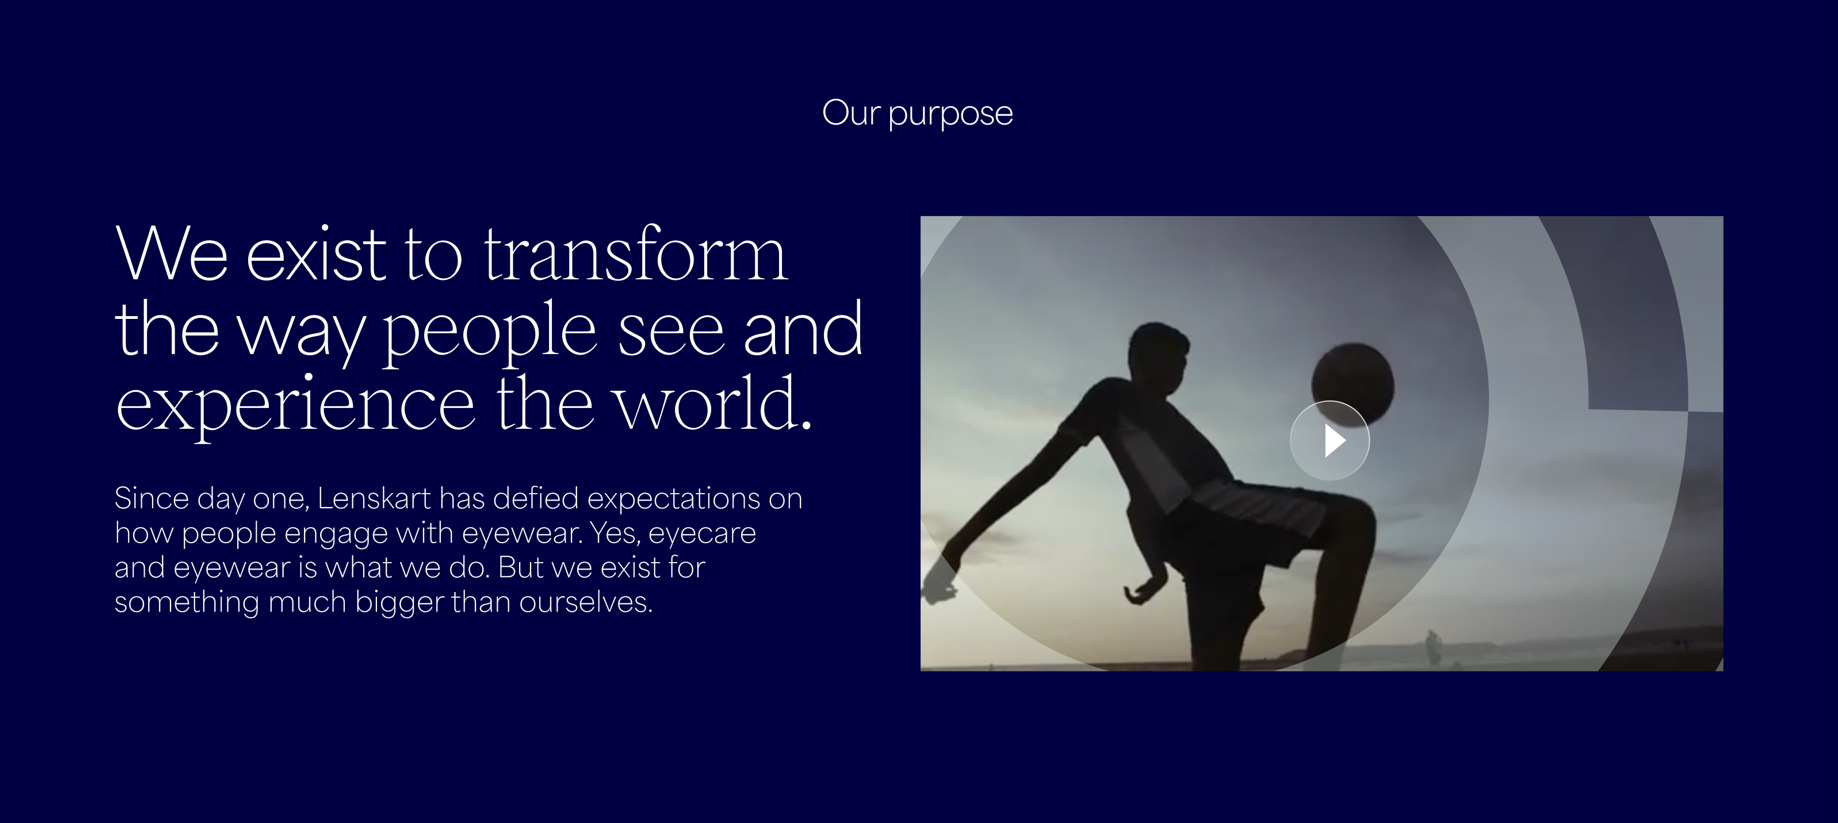 Our purpose
We exist to transform
the way people see and
experience the world.
Since day one, Lenskart has defied expectations on
how people engage with eyewear. Yes, eyecare
and eyewear is what we do. But we exist for
something much bigger than ourselves.